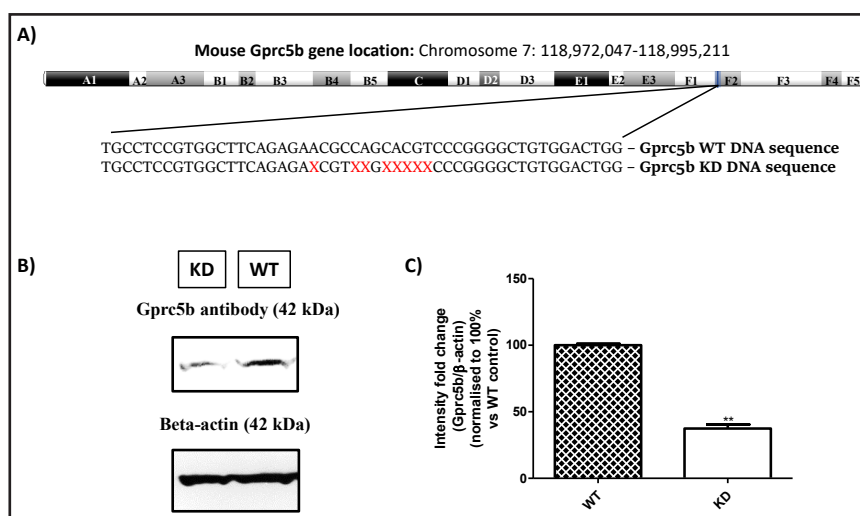 A)
Mouse Gprc5b gene location: Chromosome 7: 118,972,047-118,995,211
A1 A2 A3 B1 B2 B3 B4 B5 C D1 D2 D3 E1 E2 E3 F1 F2 F3 F4 F5
TGCCTCCGTGGCTTCAGAGAACGCCAGCACGTCCCGGGGCTGTGGACTGG – Gprc5b WT DNA sequence
TGCCTCCGTGGCTTCAGAGAXCGTXXGXXXXXCCCGGGGCTGTGGACTGG – Gprc5b KD DNA sequence
B)
KD WT
Gprc5b antibody (42 kDa)
Beta-actin (42 kDa)
C)
Intensity fold change
(Gprc5b/β-actin)
(normalised to 100%
vs WT control)
150
100
50
0
**
WT
KD